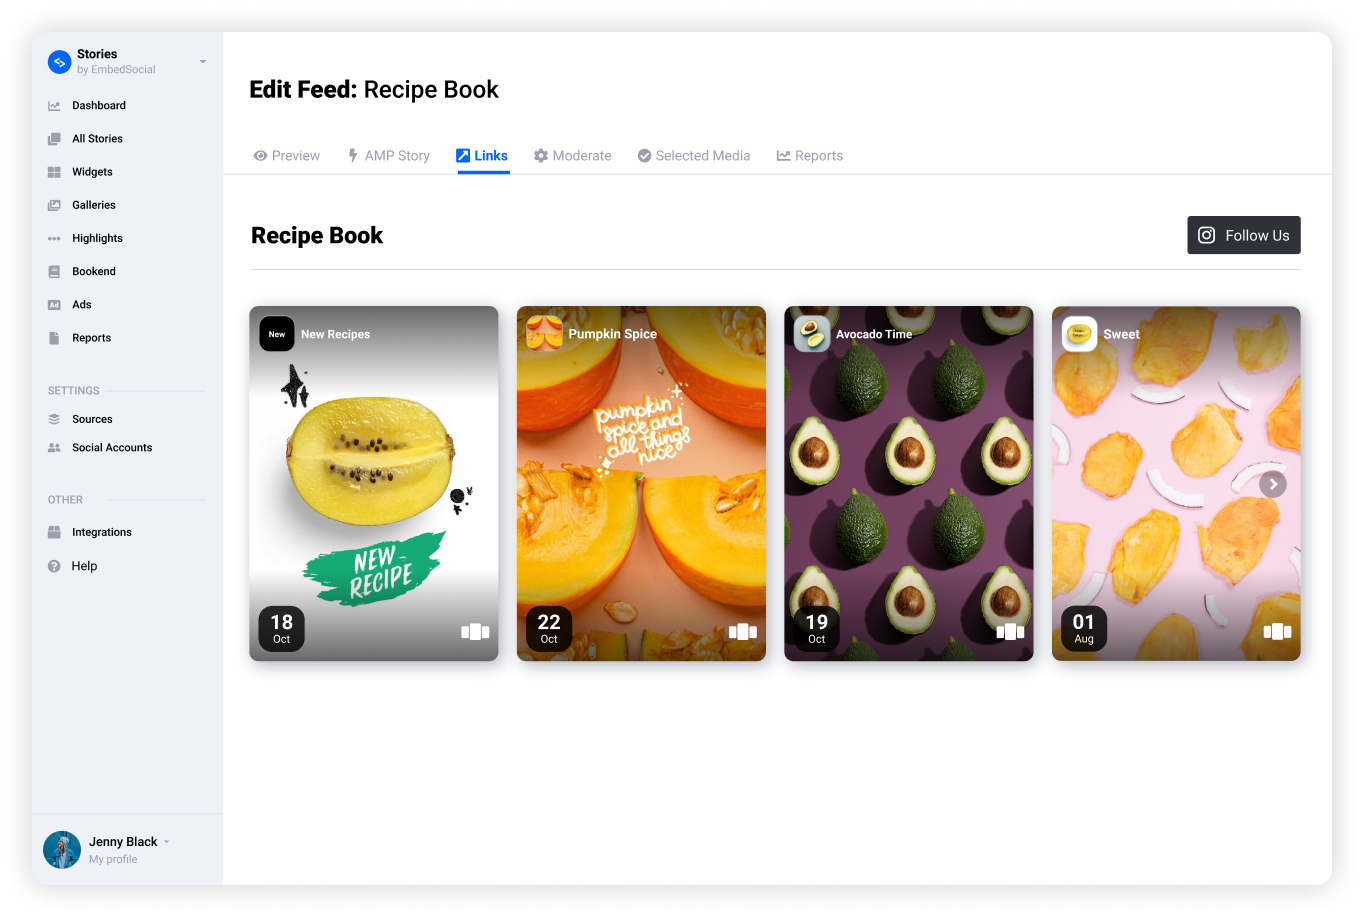 Stories
by EmbedSocial
Dashboard
All Stories
Widgets
Galleries
Highlights
Bookend
Ad Ads
Reports
SETTINGS
Sources
Social Accounts
OTHER
Integrations
Help
Jenny Black
My profile
Edit Feed: Recipe Book
Preview AMP Story Links Moderate Selected Media Reports
Recipe Book
Follow Us
New New Recipes
NEW
RECIPE
18
Oct
Pumpkin Spice
pumpkin
spice and
all things
nice
22
Oct
Avocado Time
19
Oct
Sweet
01
Aug